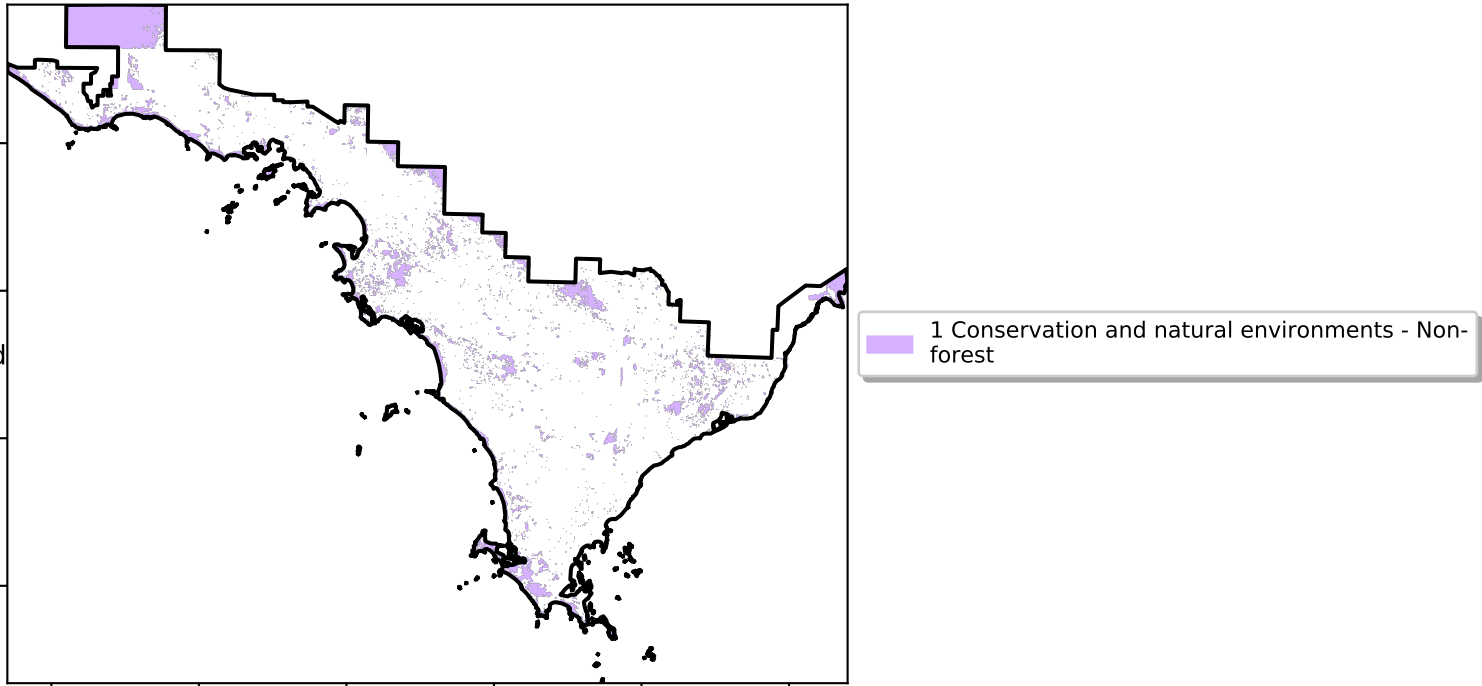 1 Conservation and natural environments - Non-
forest